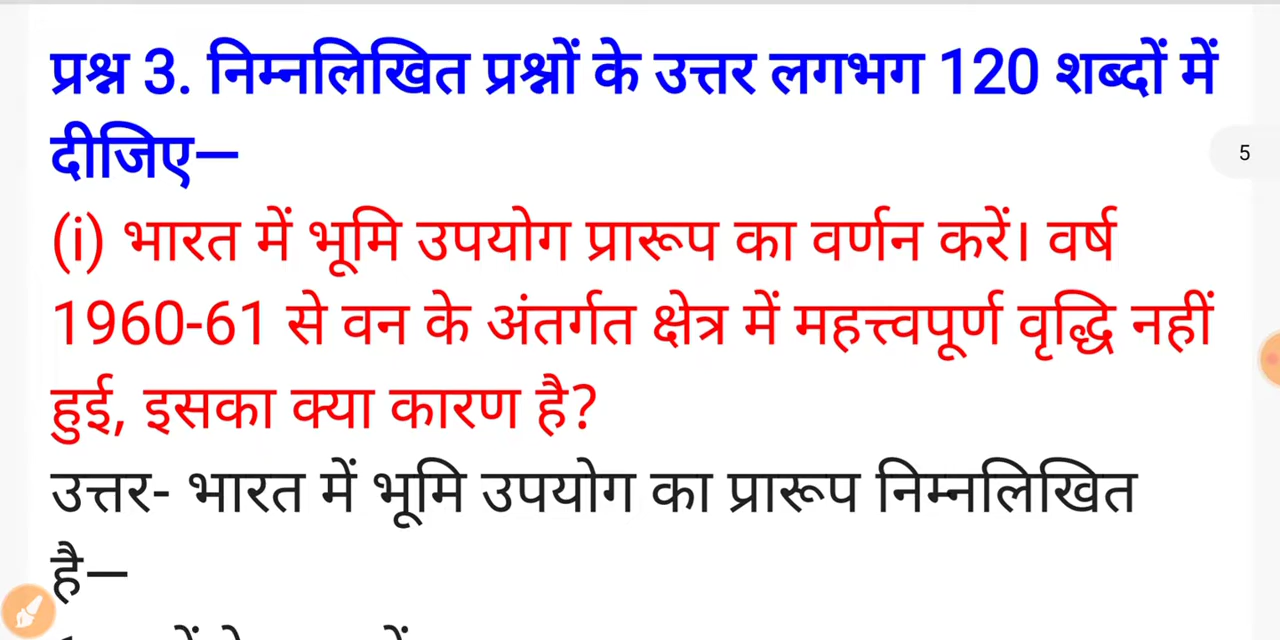 प्रश्न 3. निम्नलिखित प्रश्नों के उत्तर लगभग 120 शब्दों में
दीजिए—
5
(i) भारत में भूमि उपयोग प्रारूप का वर्णन करें। वर्ष
1960-61 से वन के अंतर्गत क्षेत्र में महत्त्वपूर्ण वृद्धि नहीं
हुई, इसका क्या कारण है?
उत्तर- भारत में भूमि उपयोग का प्रारूप निम्नलिखित
है—